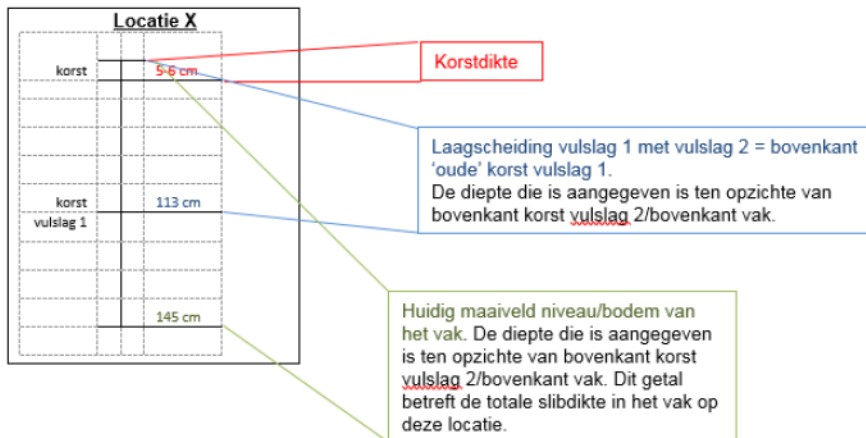 Locatie X
korst
5-6 cm
Korstdikte
Laagscheiding vulslag 1 met vulslag 2 = bovenkant
‘oude’ korst vulslag 1.
De diepte die is aangegeven is ten opzichte van
bovenkant korst vulslag 2/bovenkant vak.
korst
vulslag 1
113 cm
145 cm
Huidig maaiveld niveau/bodem van
het vak. De diepte die is aangegeven
is ten opzichte van bovenkant korst
vulslag 2/bovenkant vak. Dit getal
betreft de totale slibdikte in het vak op
deze locatie.